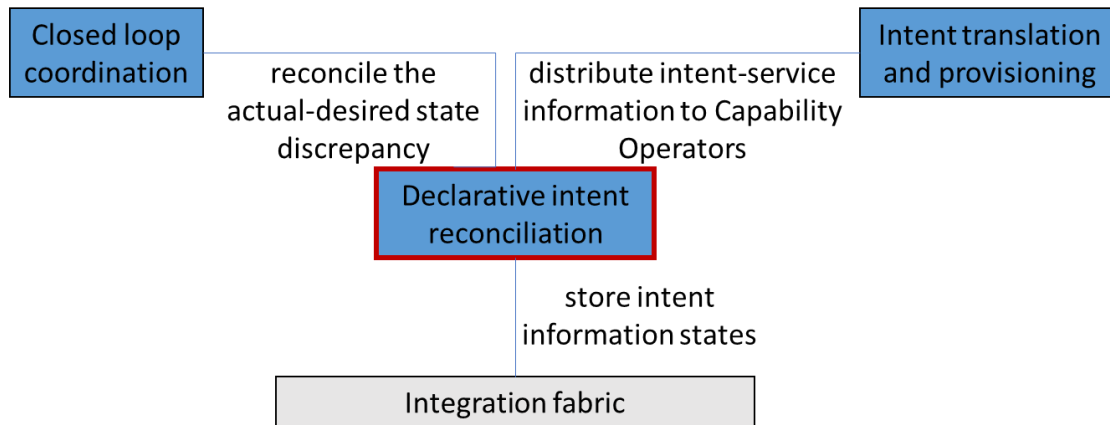 Closed loop
coordination
Intent translation
and provisioning
reconcile the
actual-desired state
discrepancy
distribute intent-service
information to Capability
Operators
Declarative intent
reconciliation
store intent
information states
Integration fabric